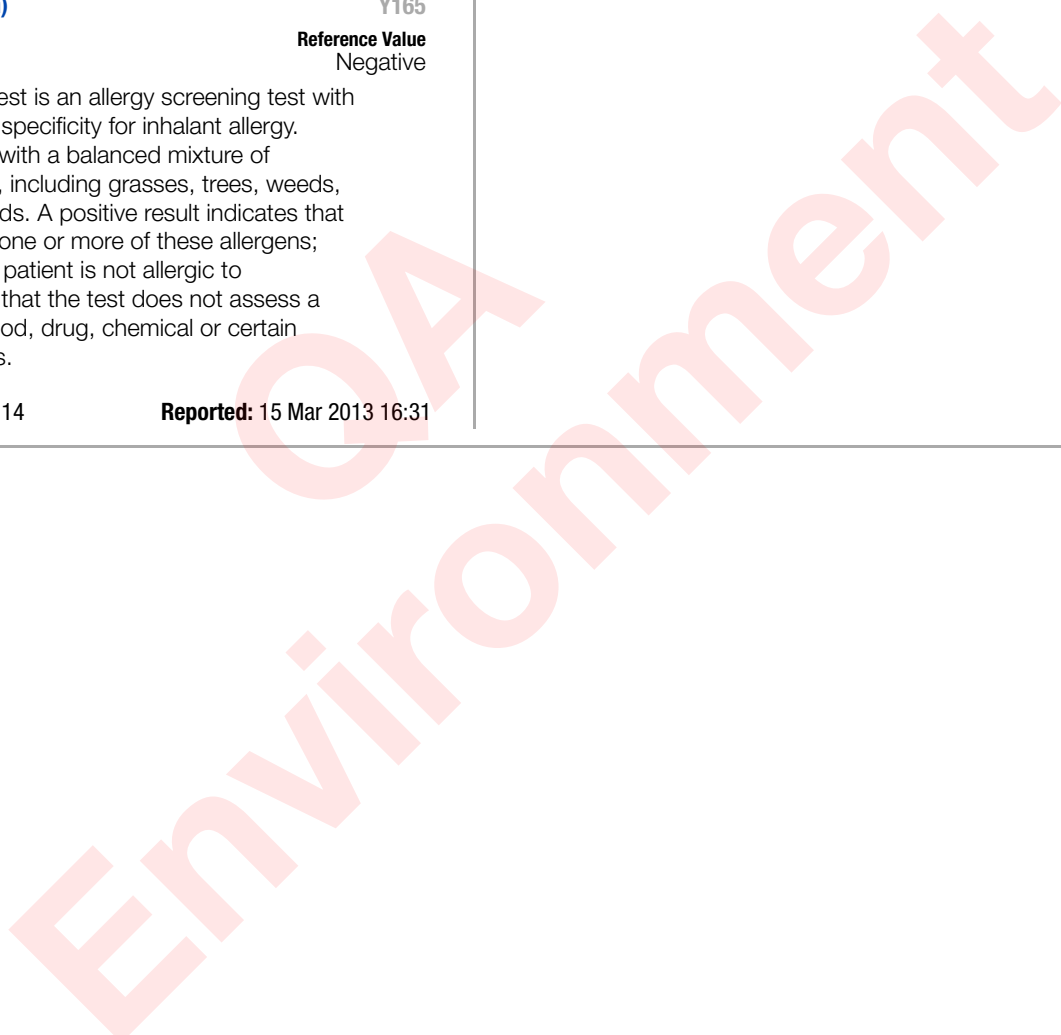 ) Y165
Reference Value
Negative
est is an allergy screening test with
specificity for inhalant allergy.
with a balanced mixture of
, including grasses, trees, weeds,
ds. A positive result indicates that
one or more of these allergens;
patient is not allergic to
that the test does not assess a
od, drug, chemical or certain
s.
14 Reported: 15 Mar 2013 16:31
QA
Environment